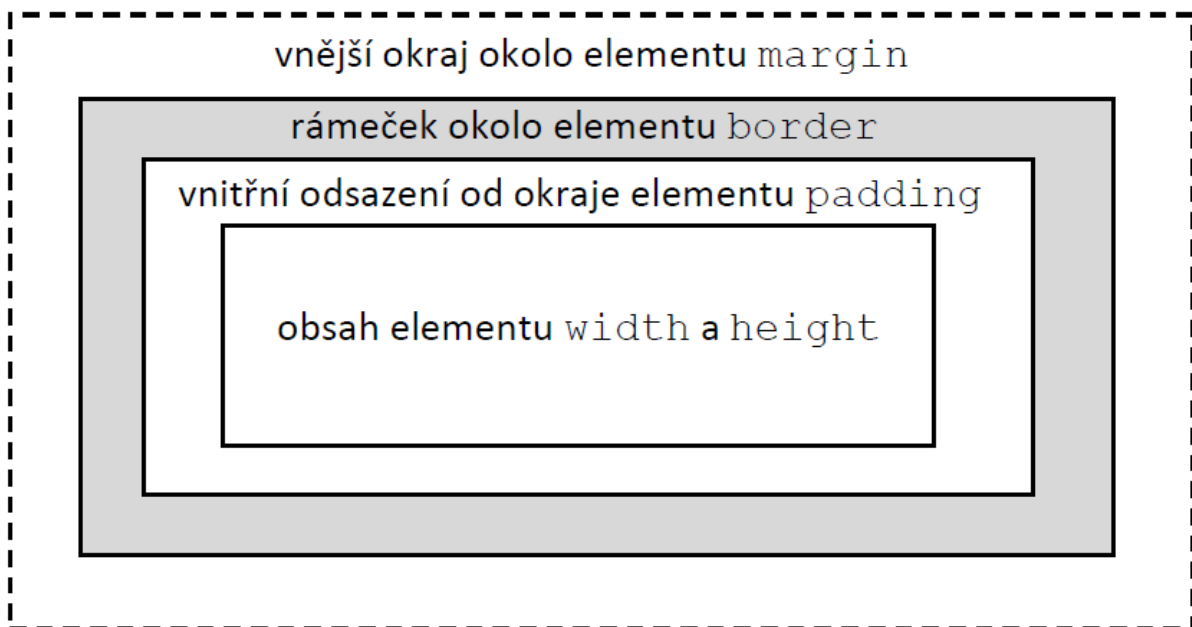 vnější okraj okolo elementu margin
rámeček okolo elementu border
vnitřní odsazení od okraje elementu padding
obsah elementu width a height